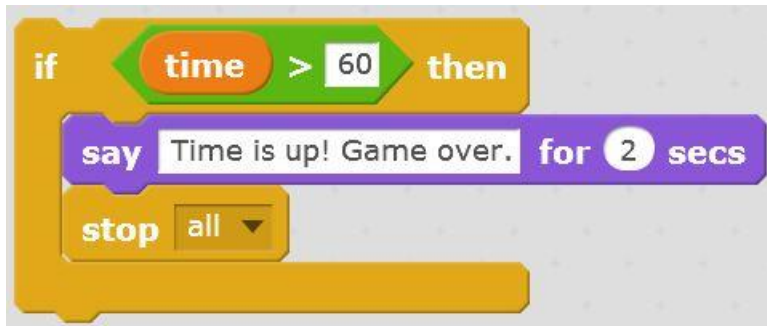 if time > 60 then
say Time is up! Game over. for 2 secs
stop all